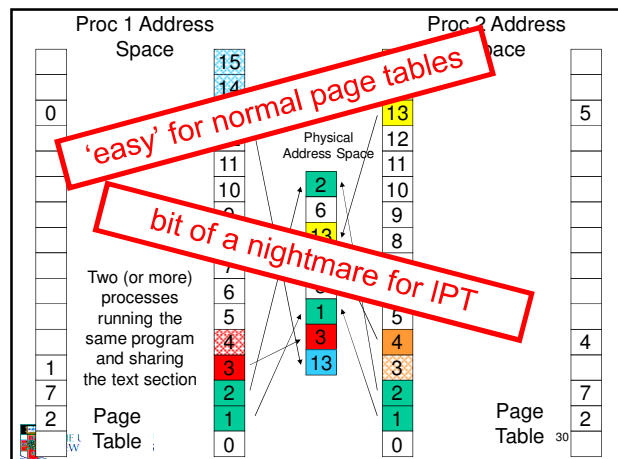 Proc 1 Address
Space
Proc 2 Address
'easy' for normal page tables
bit of a nightmare for IPT
Physical
Address Space
Two (or more)
processes
running the
same program
and sharing
the text section
Page
Table
Page
Table
30
0
1
7
2
15
14
11
10
6
5
4
3
2
1
0
2
6
13
1
3
13
13
12
11
10
9
8
5
4
3
2
1
0
5
4
7
2